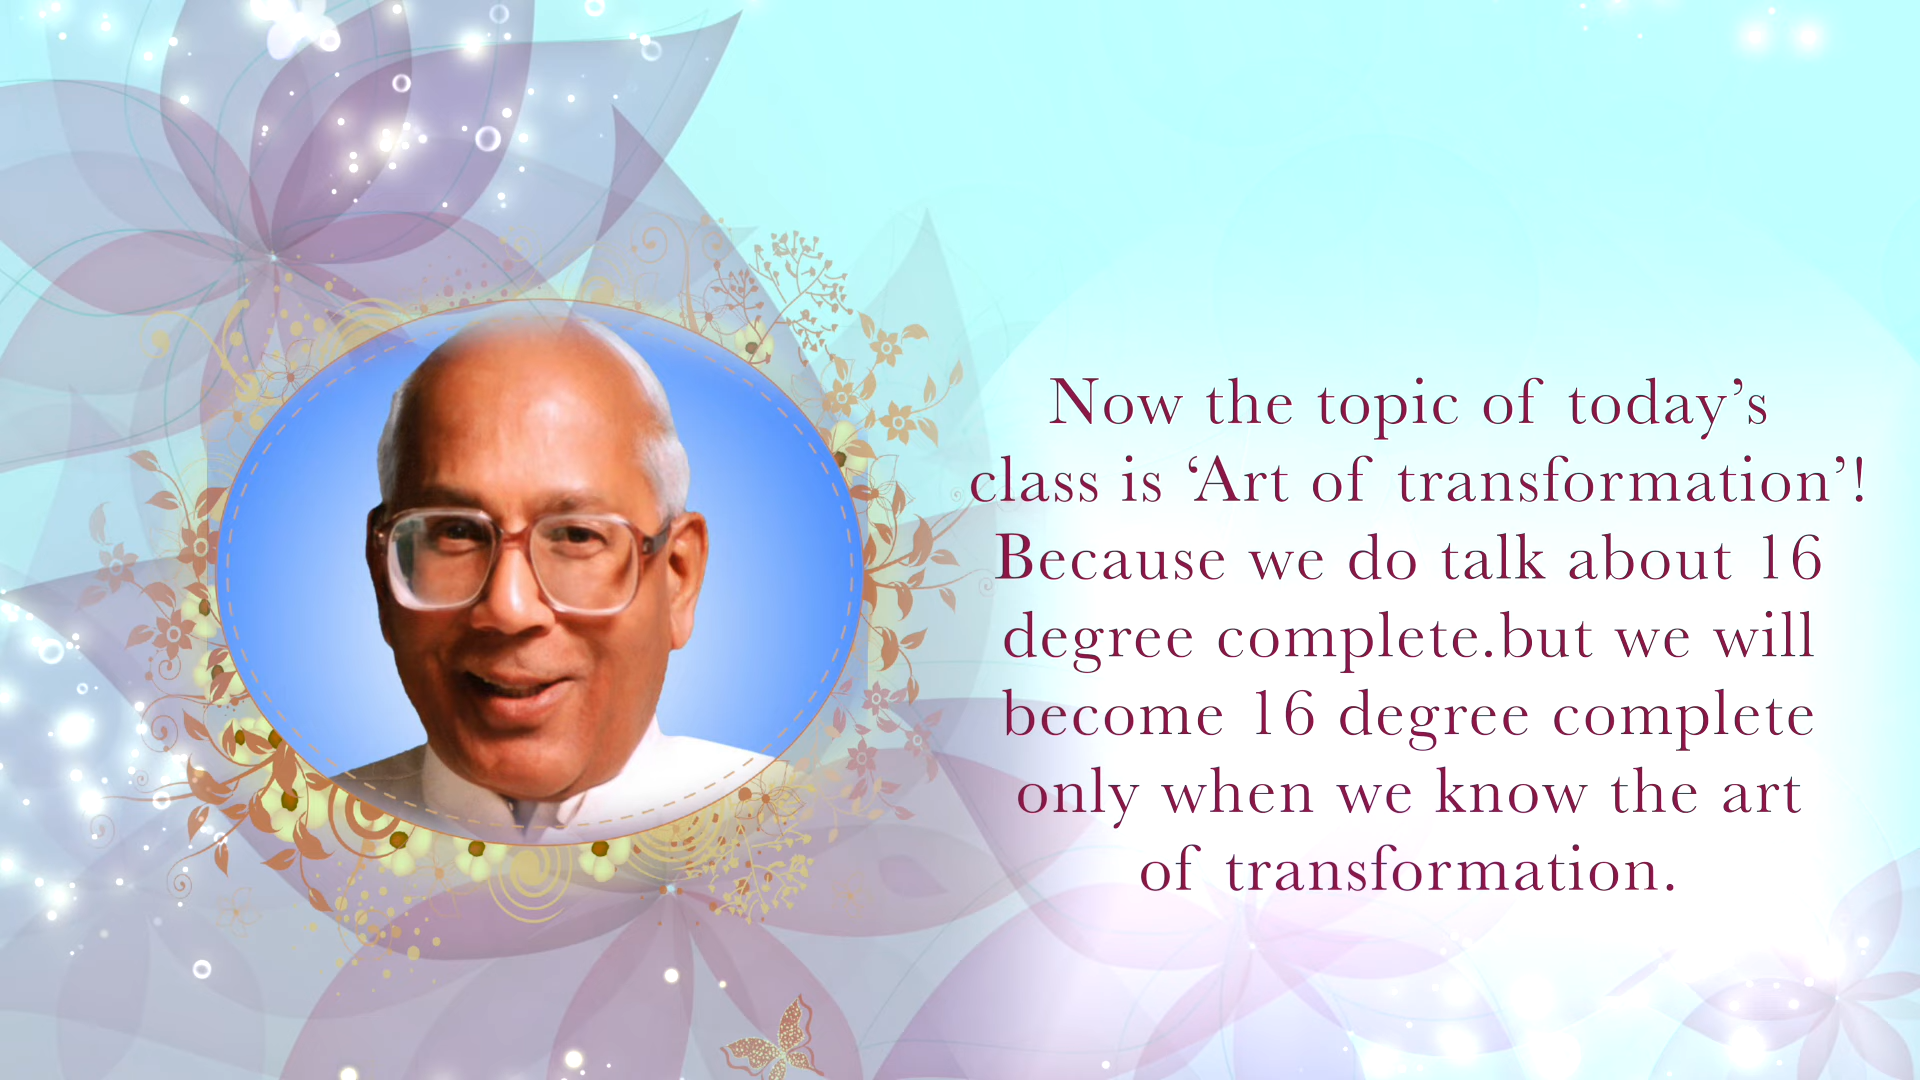 Now the topic of today’s
class is ‘Art of transformation’!
Because we do talk about 16
degree complete.but we will
become 16 degree complete
only when we know the art
of transformation.